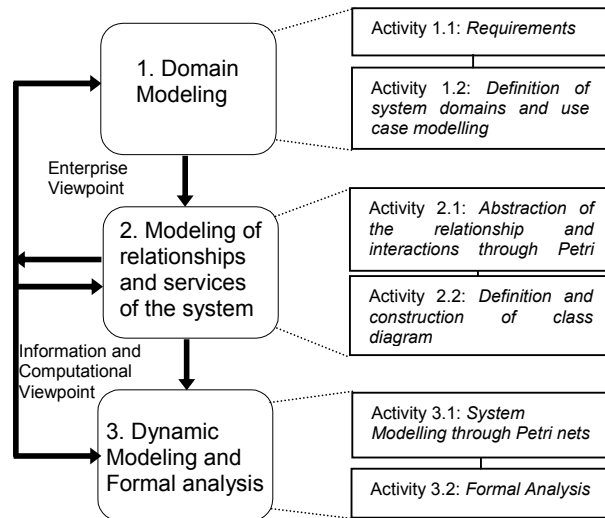 1. Domain
Modeling
Activity 1.1: Requirements
Activity 1.2: Definition of
system domains and use
case modelling
Enterprise
Viewpoint
2. Modeling of
relationships
and services
of the system
Activity 2.1: Abstraction of
the relationship and
interactions through Petri
Activity 2.2: Definition and
construction of class
diagram
Information and
Computational
Viewpoint
3. Dynamic
Modeling and
Formal analysis
Activity 3.1: System
Modelling through Petri nets
Activity 3.2: Formal Analysis